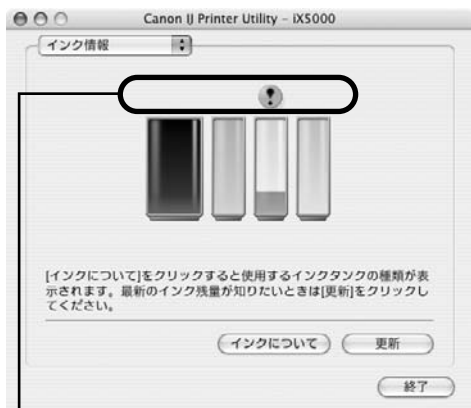 Canon IJ Printer Utility – iX5000
インク情報
[インクについて]をクリックすると使用するインクタンクの種類が表
示されます。最新のインク残量が知りたいときは[更新]をクリックし
てください。
インクについて 更新
終了